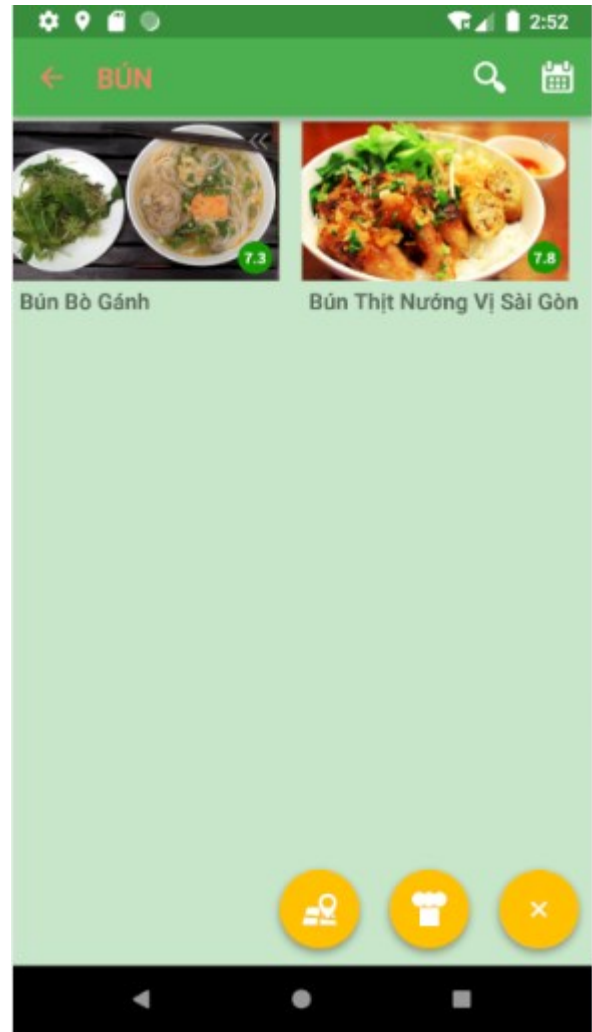 2:52
BÚN
7.3
7.8
Bún Bò Gánh
Bún Thịt Nướng Vị Sài Gòn